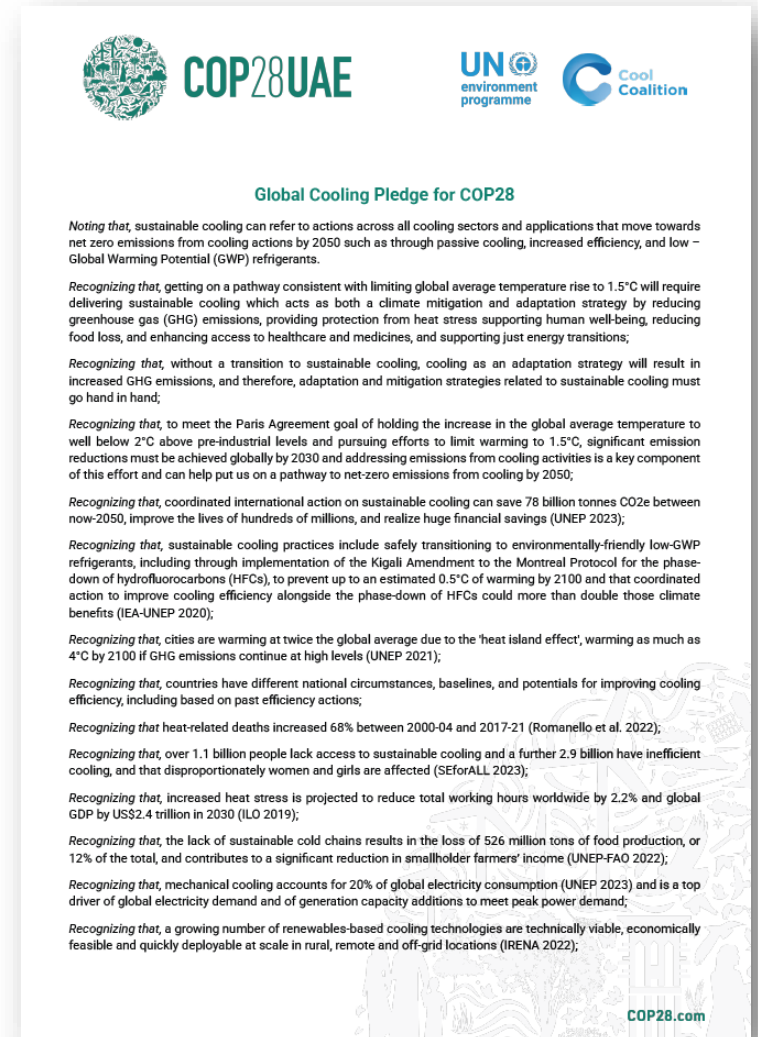 COP28UAE
UN
environment
programme
Cool
Coalition
Global Cooling Pledge for COP28
Noting that, sustainable cooling can refer to actions across all cooling sectors and applications that move towards
net zero emissions from cooling actions by 2050 such as through passive cooling, increased efficiency, and low –
Global Warming Potential (GWP) refrigerants.
Recognizing that, getting on a pathway consistent with limiting global average temperature rise to 1.5°C will require
delivering sustainable cooling which acts as both a climate mitigation and adaptation strategy by reducing
greenhouse gas (GHG) emissions, providing protection from heat stress supporting human well-being, reducing
food loss, and enhancing access to healthcare and medicines, and supporting just energy transitions;
Recognizing that, without a transition to sustainable cooling, cooling as an adaptation strategy will result in
increased GHG emissions, and therefore, adaptation and mitigation strategies related to sustainable cooling must
go hand in hand;
Recognizing that, to meet the Paris Agreement goal of holding the increase in the global average temperature to
well below 2°C above pre-industrial levels and pursuing efforts to limit warming to 1.5°C, significant emission
reductions must be achieved globally by 2030 and addressing emissions from cooling activities is a key component
of this effort and can help put us on a pathway to net-zero emissions from cooling by 2050;
Recognizing that, coordinated international action on sustainable cooling can save 78 billion tonnes CO2e between
now-2050, improve the lives of hundreds of millions, and realize huge financial savings (UNEP 2023);
Recognizing that, sustainable cooling practices include safely transitioning to environmentally-friendly low-GWP
refrigerants, including through implementation of the Kigali Amendment to the Montreal Protocol for the phase-
down of hydrofluorocarbons (HFCs), to prevent up to an estimated 0.5°C of warming by 2100 and that coordinated
action to improve cooling efficiency alongside the phase-down of HFCs could more than double those climate
benefits (IEA-UNEP 2020);
Recognizing that, cities are warming at twice the global average due to the 'heat island effect', warming as much as
4°C by 2100 if GHG emissions continue at high levels (UNEP 2021);
Recognizing that, countries have different national circumstances, baselines, and potentials for improving cooling
efficiency, including based on past efficiency actions;
Recognizing that heat-related deaths increased 68% between 2000-04 and 2017-21 (Romanello et al. 2022);
Recognizing that, over 1.1 billion people lack access to sustainable cooling and a further 2.9 billion have inefficient
cooling, and that disproportionately women and girls are affected (SEforALL 2023);
Recognizing that, increased heat stress is projected to reduce total working hours worldwide by 2.2% and global
GDP by US$2.4 trillion in 2030 (ILO 2019);
Recognizing that, the lack of sustainable cold chains results in the loss of 526 million tons of food production, or
12% of the total, and contributes to a significant reduction in smallholder farmers' income (UNEP-FAO 2022);
Recognizing that, mechanical cooling accounts for 20% of global electricity consumption (UNEP 2023) and is a top
driver of global electricity demand and of generation capacity additions to meet peak power demand;
Recognizing that, a growing number of renewables-based cooling technologies are technically viable, economically
feasible and quickly deployable at scale in rural, remote and off-grid locations (IRENA 2022);
COP28.com